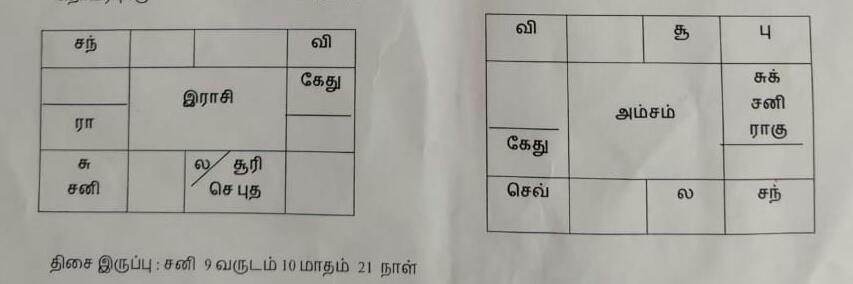 சந்
வி
கேது
இராசி
ரா
சு
சனி
ல / சூரி
செ புத
வி
சூ
பு
சுக்
சனி
ராகு
அம்சம்
கேது
செவ்
ல
சந்
திசை இருப்பு : சனி 9 வருடம் 10 மாதம் 21 நாள்